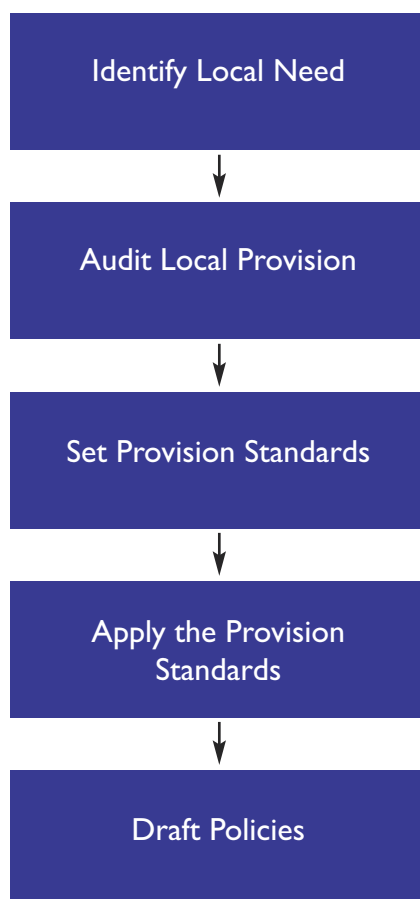 Identify Local Need
Audit Local Provision
Set Provision Standards
Apply the Provision
Standards
Draft Policies